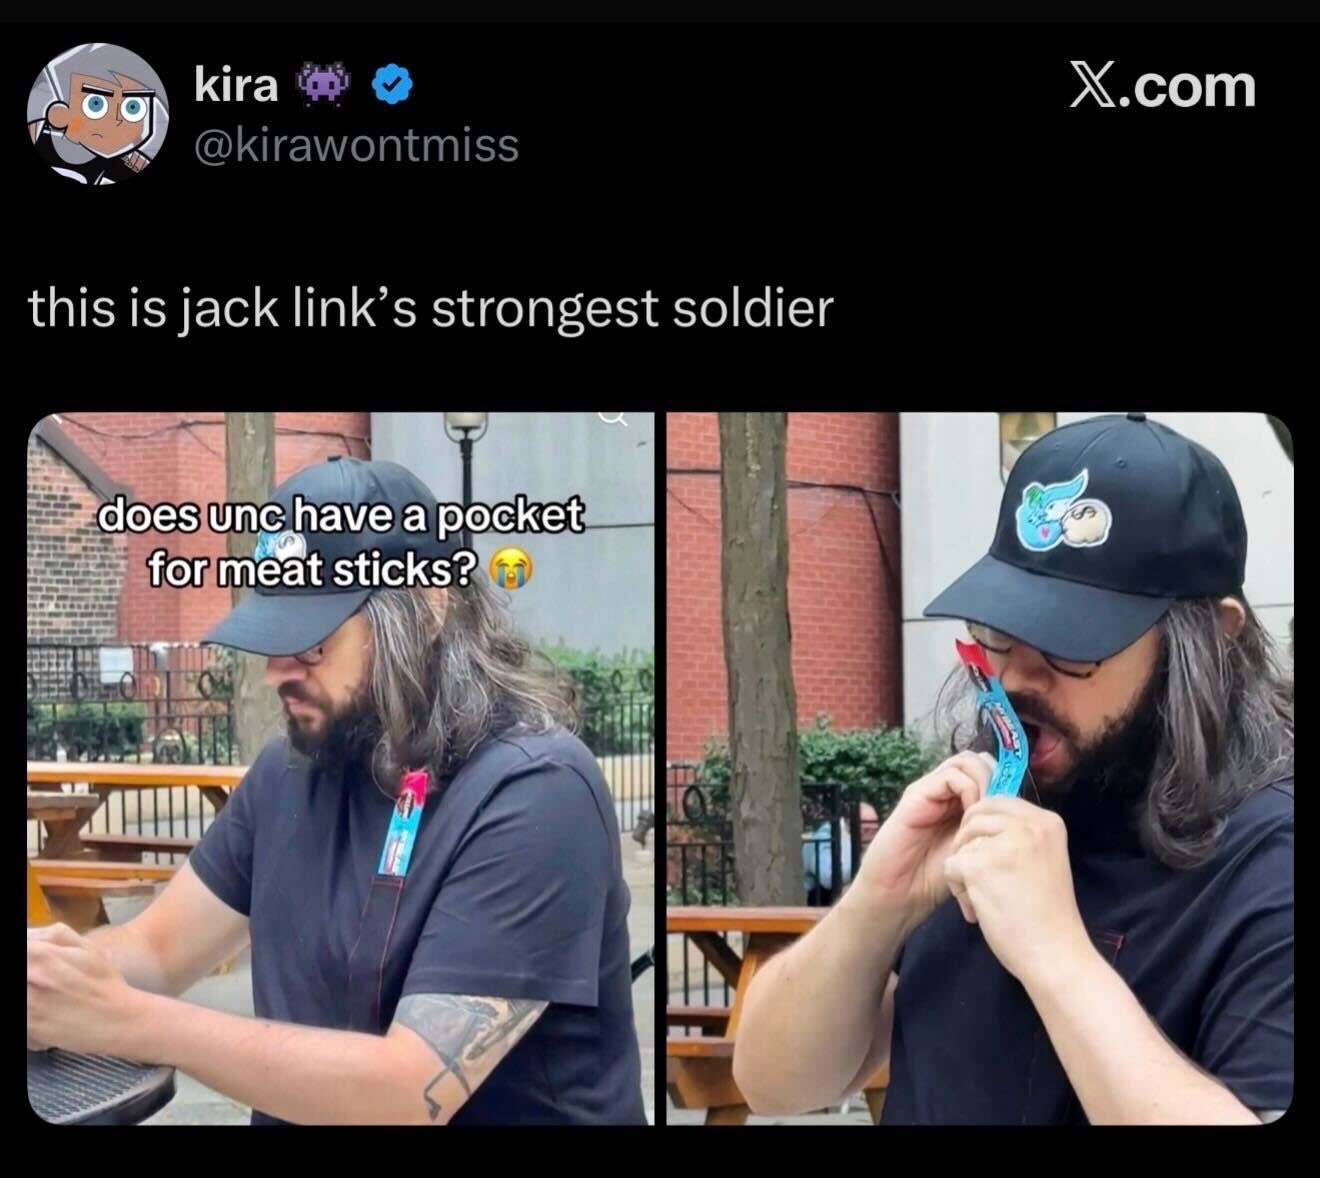 kira 👾
X.com
@kirawontmiss
this is jack link’s strongest soldier
does unc have a pocket
for meat sticks? 😭
$